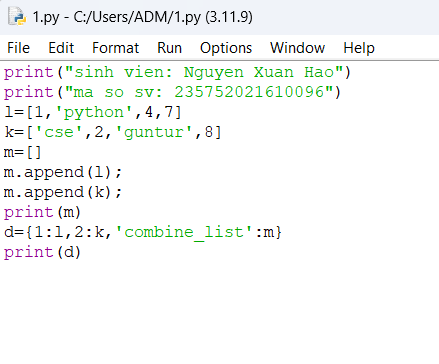 1.py - C:/Users/ADM/1.py (3.11.9)
File Edit Format Run Options Window Help
print("sinh vien: Nguyen Xuan Hao")
print("ma so sv: 235752021610096")
l=[1,'python',4,7]
k=['cse',2,'guntur',8]
m=[]
m.append(l);
m.append(k);
print(m)
d={1:l,2:k,'combine_list':m}
print(d)